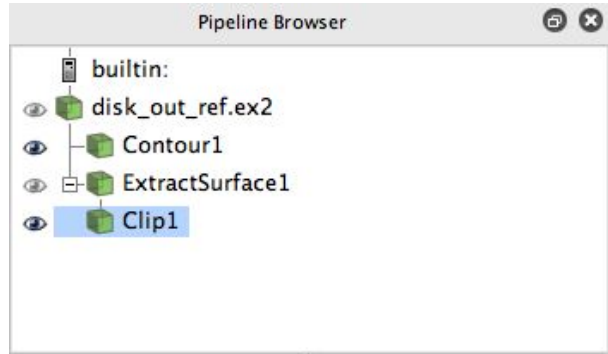 Pipeline Browser
builtin:
disk_out_ref.ex2
Contour1
ExtractSurface1
Clip1